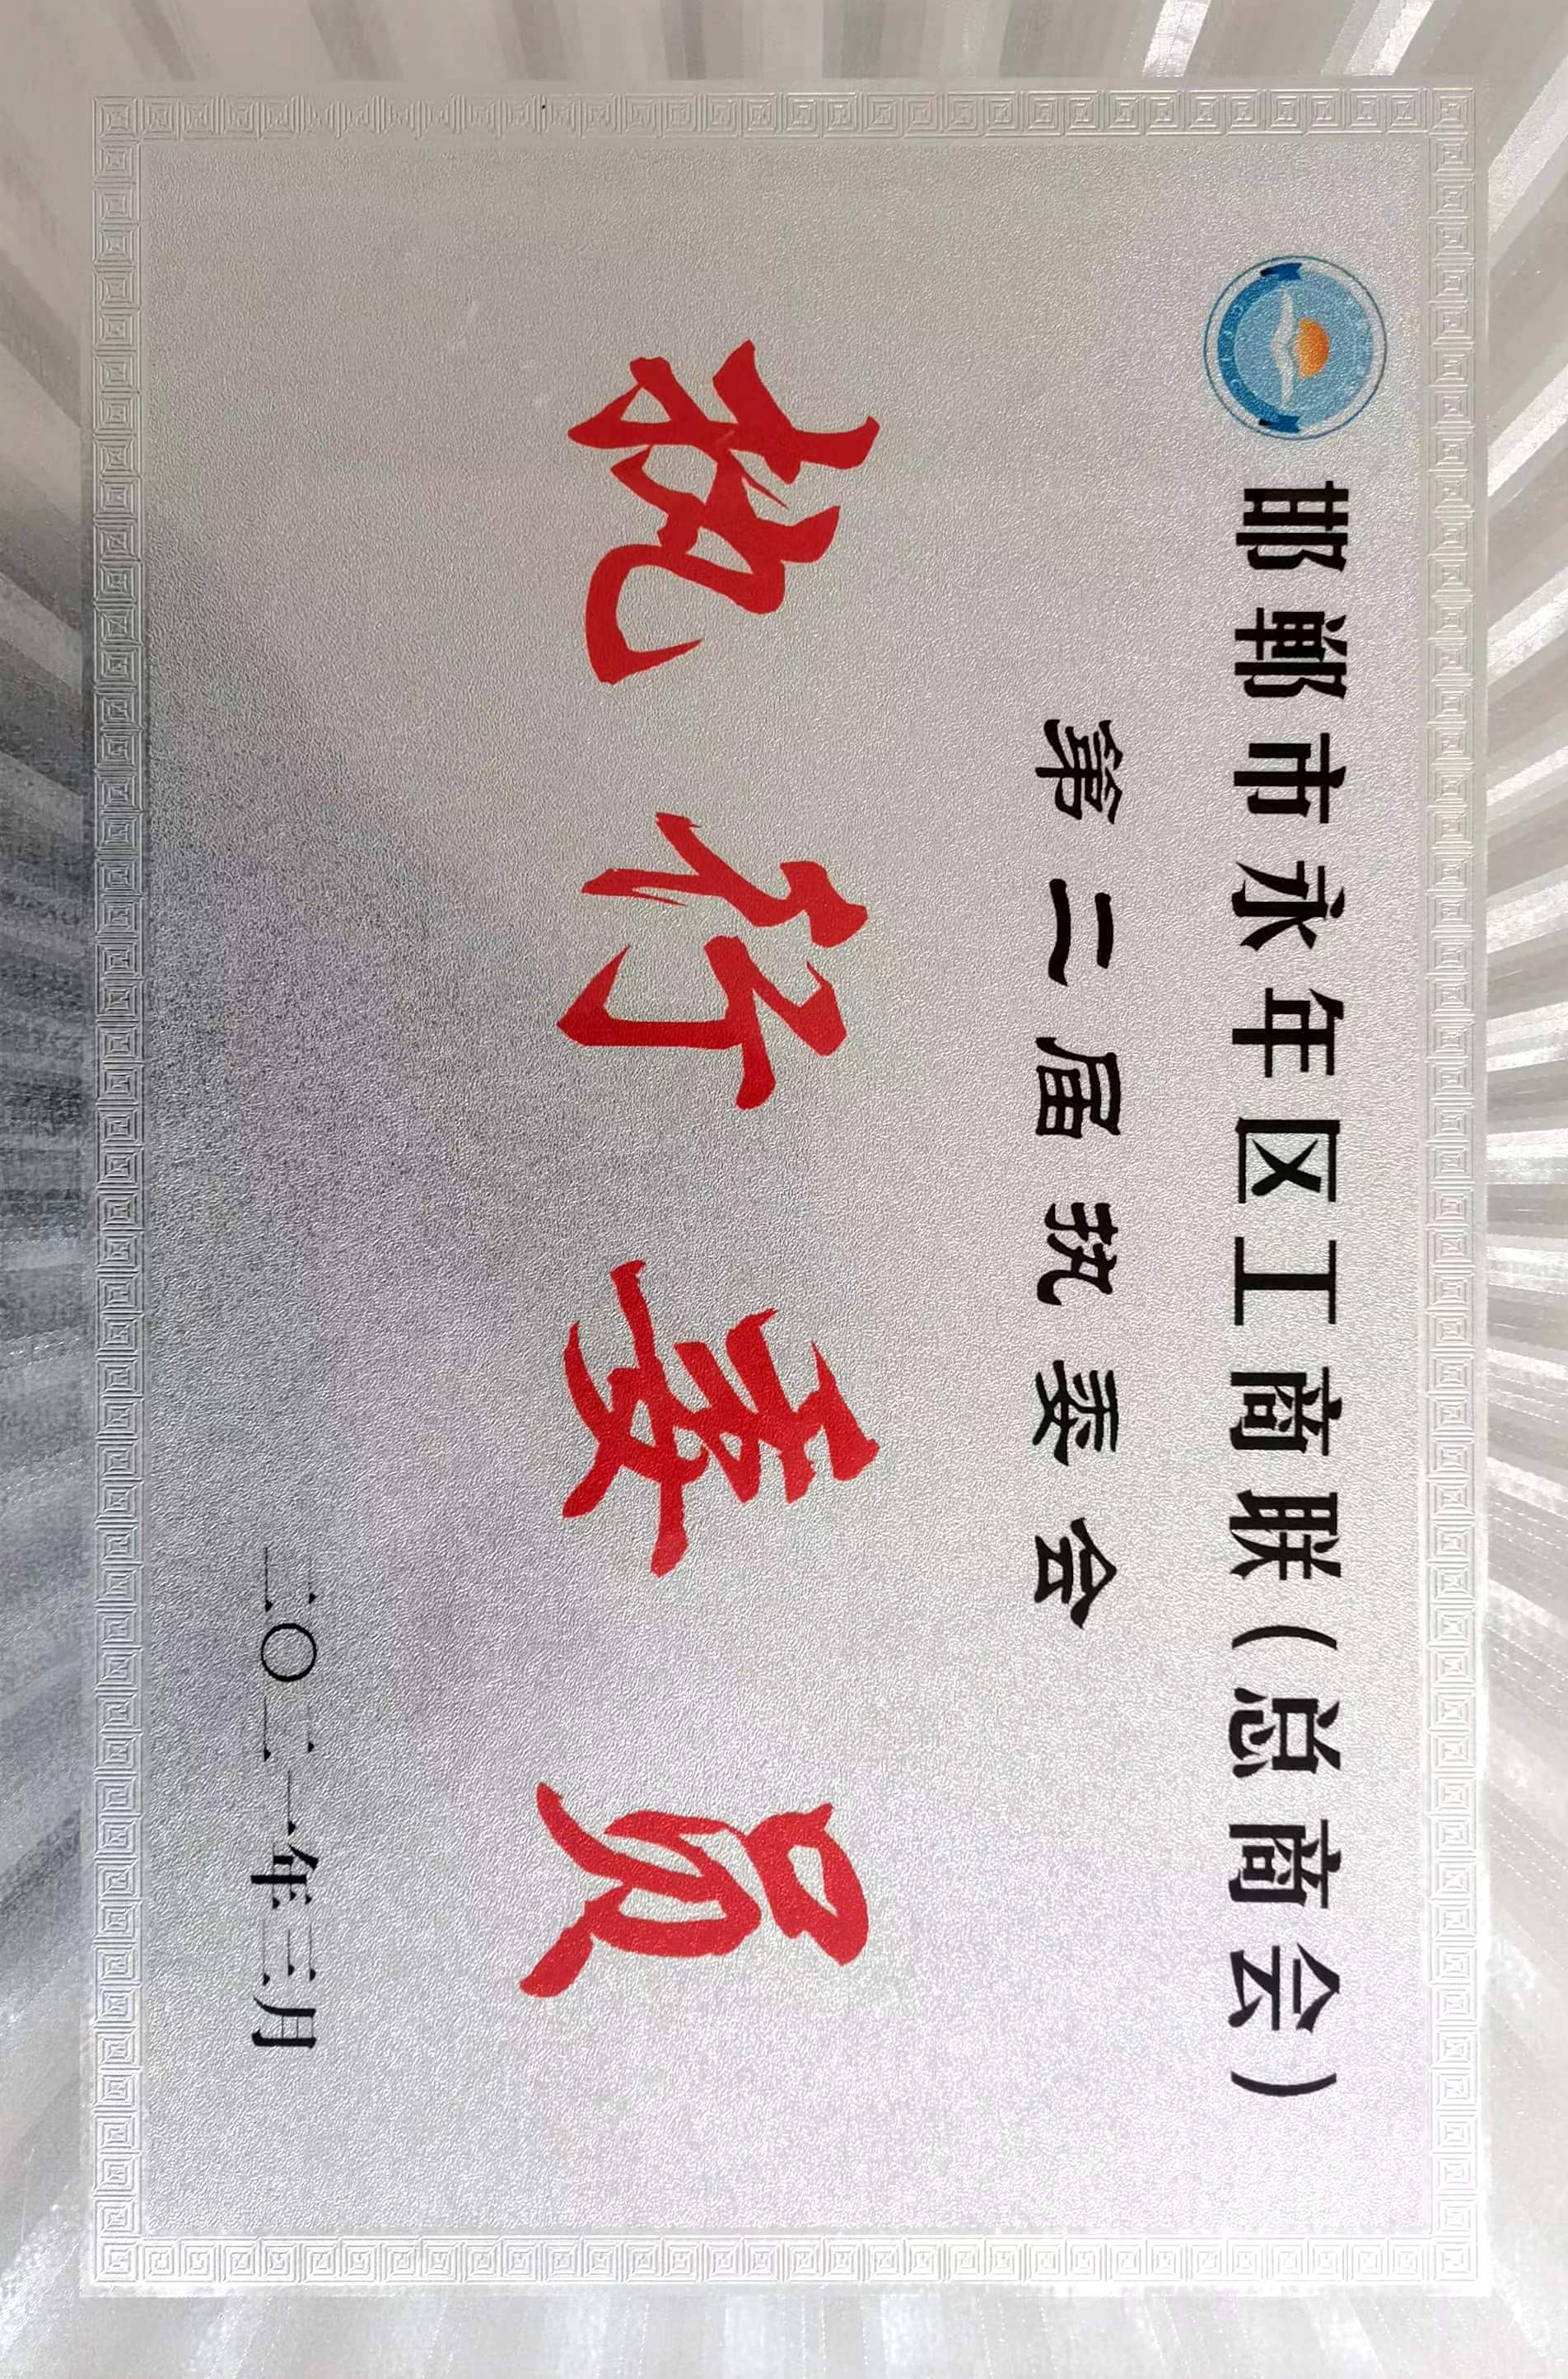 邯郸市永年区工商联(总商会)
第二届执委会
执行委员
二〇二一年三月